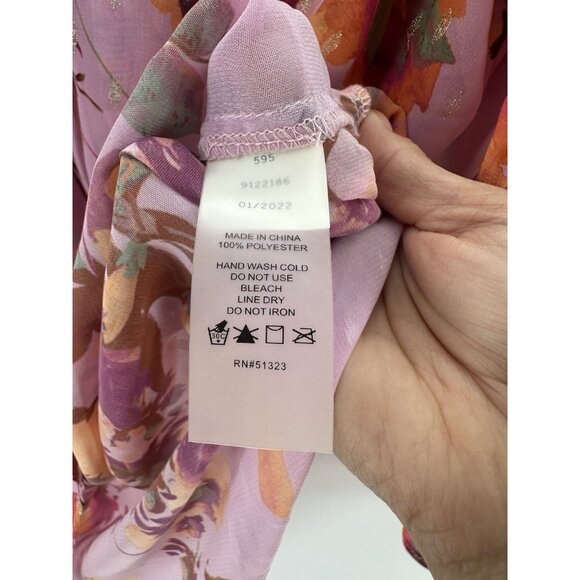 595
9122186
01/2022
MADE IN CHINA
100% POLYESTER
HAND WASH COLD
DO NOT USE
BLEACH
LINE DRY
DO NOT IRON
30C
RN#51323